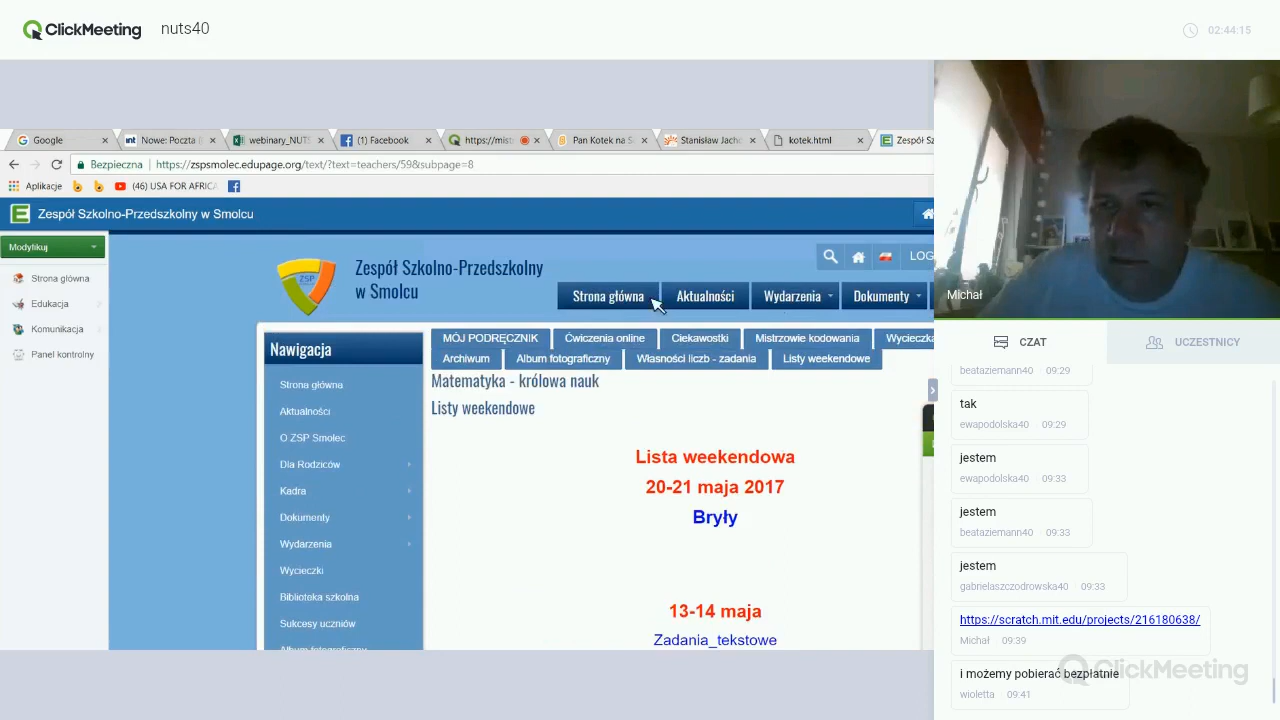 ClickMeeting
nuts40
02:44:15
Google
Nowe: Poczta
webinary_NUT
(1) Facebook
https://mist
Pan Kotek na S
Stanisław Jach
kotek.html
Zespół Sz
Bezpieczna
https://zspsmolec.edupage.org/text/?text=teachers/59&subpage=8
Aplikacje
(46) USA FOR AFRICA
Zespół Szkolno-Przedszkolny w Smolcu
Modyfikuj
Strona główna
Edukacja
Komunikacja
Panel kontrolny
ZSP
Zespół Szkolno-Przedszkolny
w Smolcu
LOG
Strona główna
Aktualności
Wydarzenia
Dokumenty
Nawigacja
Strona główna
Aktualności
O ZSP Smolec
Dla Rodziców
Kadra
Dokumenty
Wydarzenia
Wycieczki
Biblioteka szkolna
Sukcesy uczniów
Album fotograficzny
MÓJ PODRĘCZNIK
Ćwiczenia online
Ciekawostki
Mistrzowie kodowania
Wycieczka
Archiwum
Album fotograficzny
Własności liczb - zadania
Listy weekendowe
Matematyka - królowa nauk
Listy weekendowe
Lista weekendowa
20-21 maja 2017
Bryły
13-14 maja
Zadania_tekstowe
Michał
CZAT
UCZESTNICY
beataziemann40 09:29
tak
ewapodolska40 09:29
jestem
ewapodolska40 09:33
jestem
beataziemann40 09:33
jestem
gabrielaszczodrowska40 09:33
https://scratch.mit.edu/projects/216180638/
Michał 09:39
i możemy pobierać bezpłatnie
wioletta 09:41
ClickMeeting